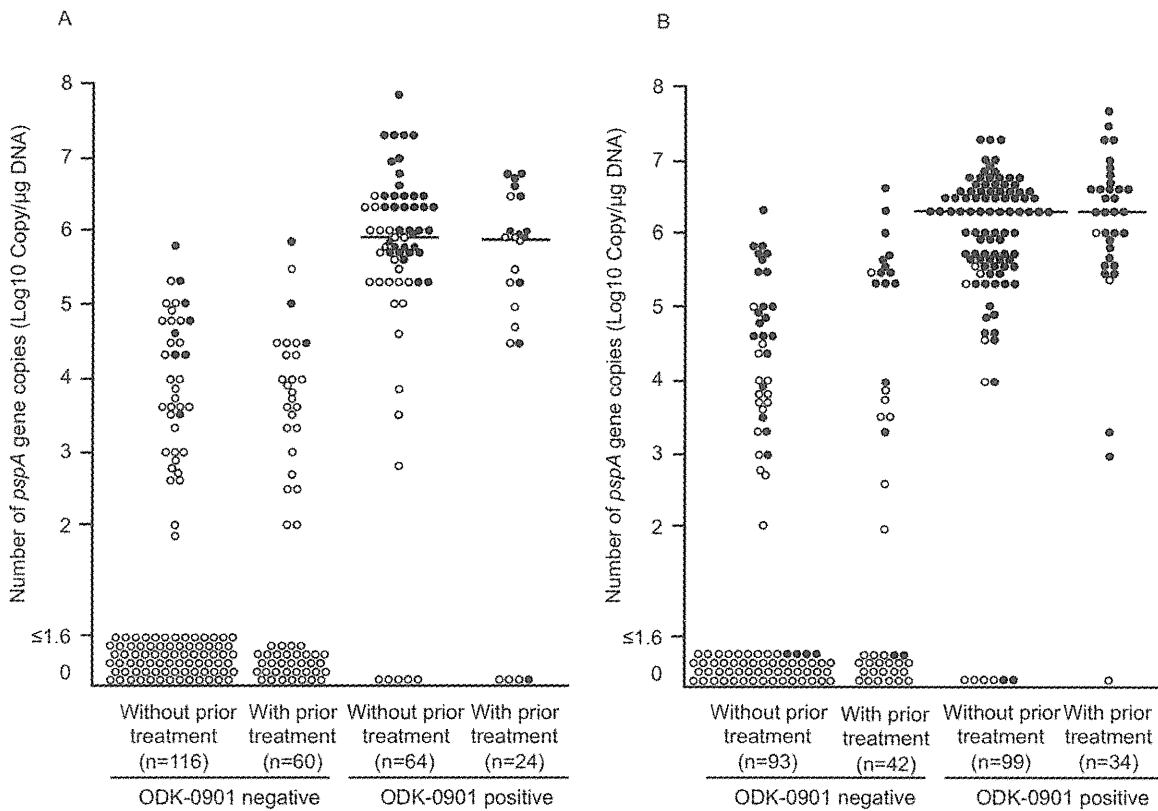 A
Number of pspA gene copies (Log10 Copy/µg DNA)
8
7
6
5
4
3
2
≤1.6
0
Without prior
treatment
(n=116)
With prior
treatment
(n=60)
Without prior
treatment
(n=64)
With prior
treatment
(n=24)
ODK-0901 negative
ODK-0901 positive
B
Number of pspA gene copies (Log10 Copy/µg DNA)
8
7
6
5
4
3
2
≤1.6
0
Without prior
treatment
(n=93)
With prior
treatment
(n=42)
Without prior
treatment
(n=99)
With prior
treatment
(n=34)
ODK-0901 negative
ODK-0901 positive